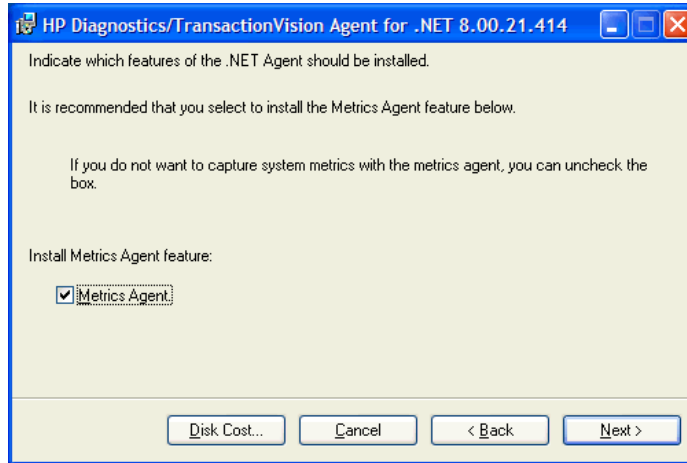 HP Diagnostics/TransactionVision Agent for .NET 8.00.21.414
Indicate which features of the .NET Agent should be installed.
It is recommended that you select to install the Metrics Agent feature below.
If you do not want to capture system metrics with the metrics agent, you can uncheck the
box.
Install Metrics Agent feature:
Metrics Agent.
Disk Cost... Cancel < Back Next >